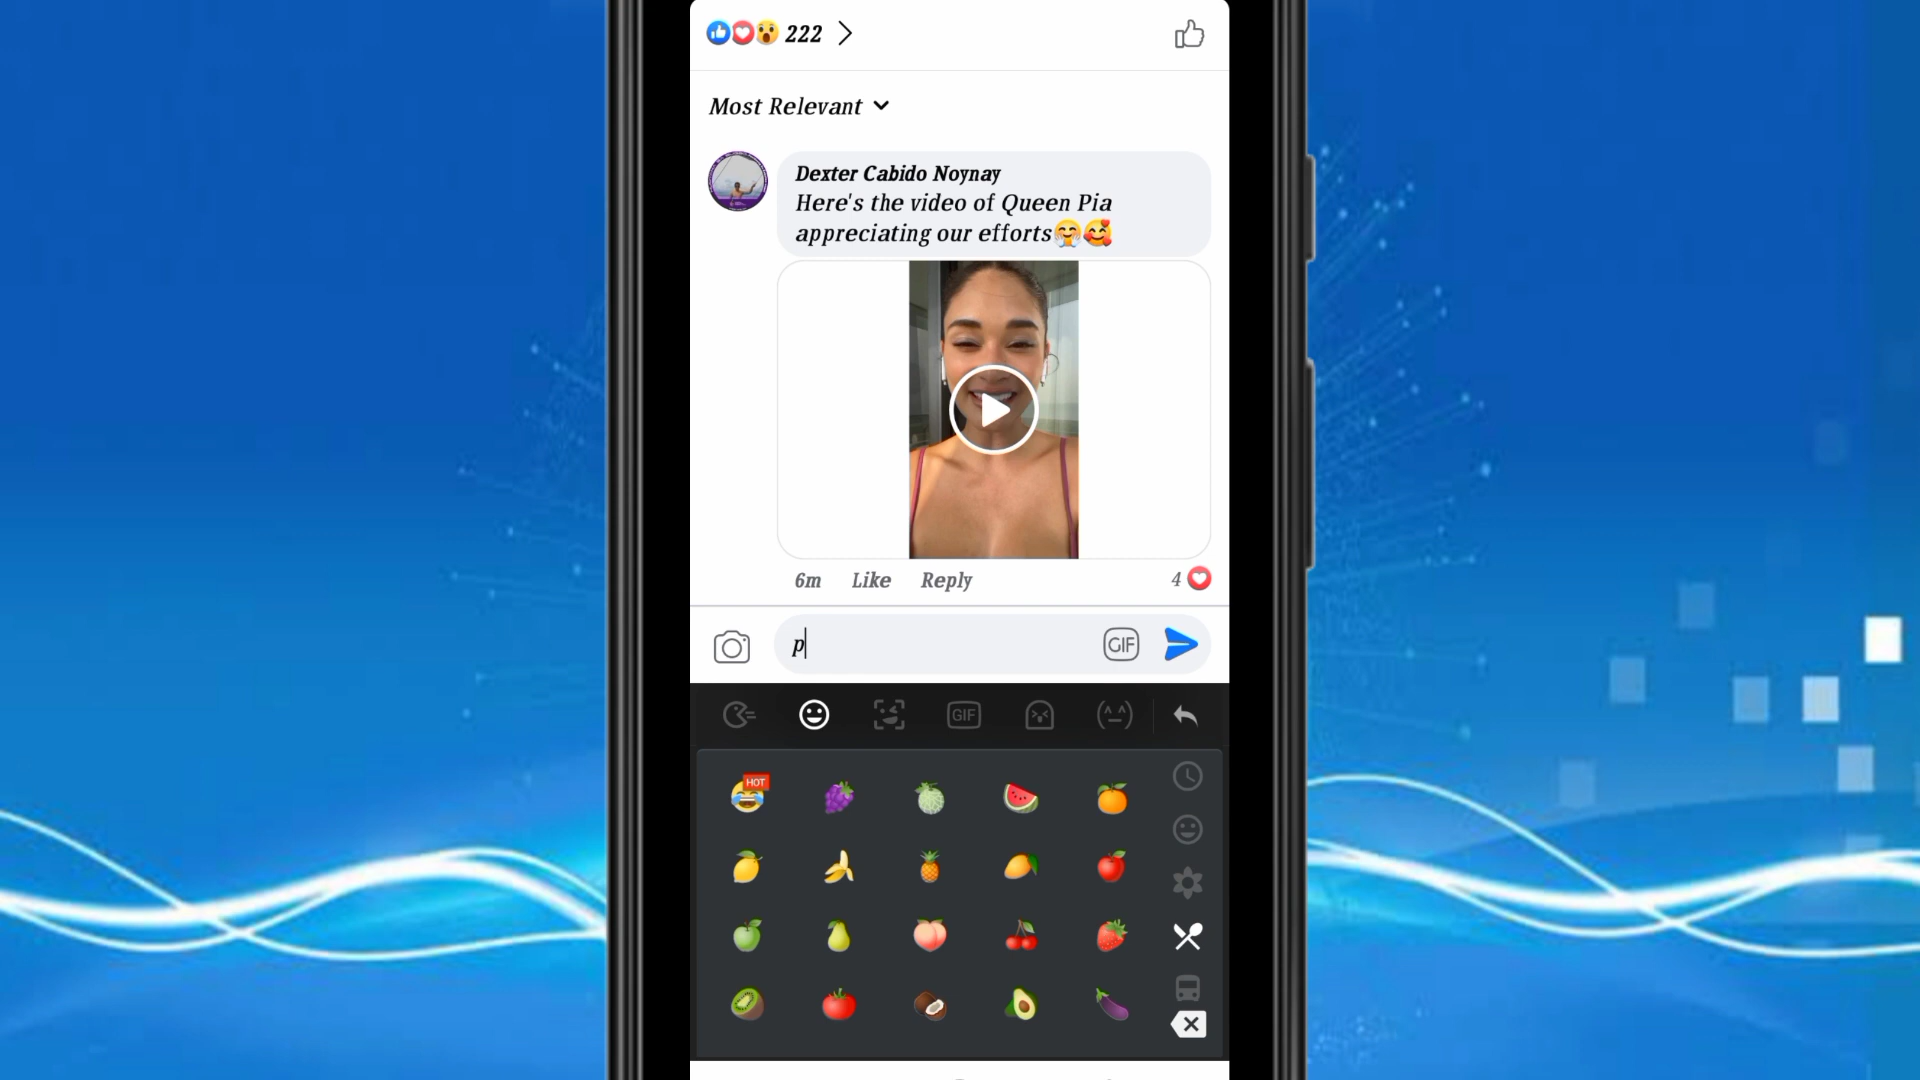 222
Most Relevant
Dexter Cabido Noynay
Here's the video of Queen Pia
appreciating our efforts🤗🥰
6m Like Reply 4
p GIF
GIF
HOT